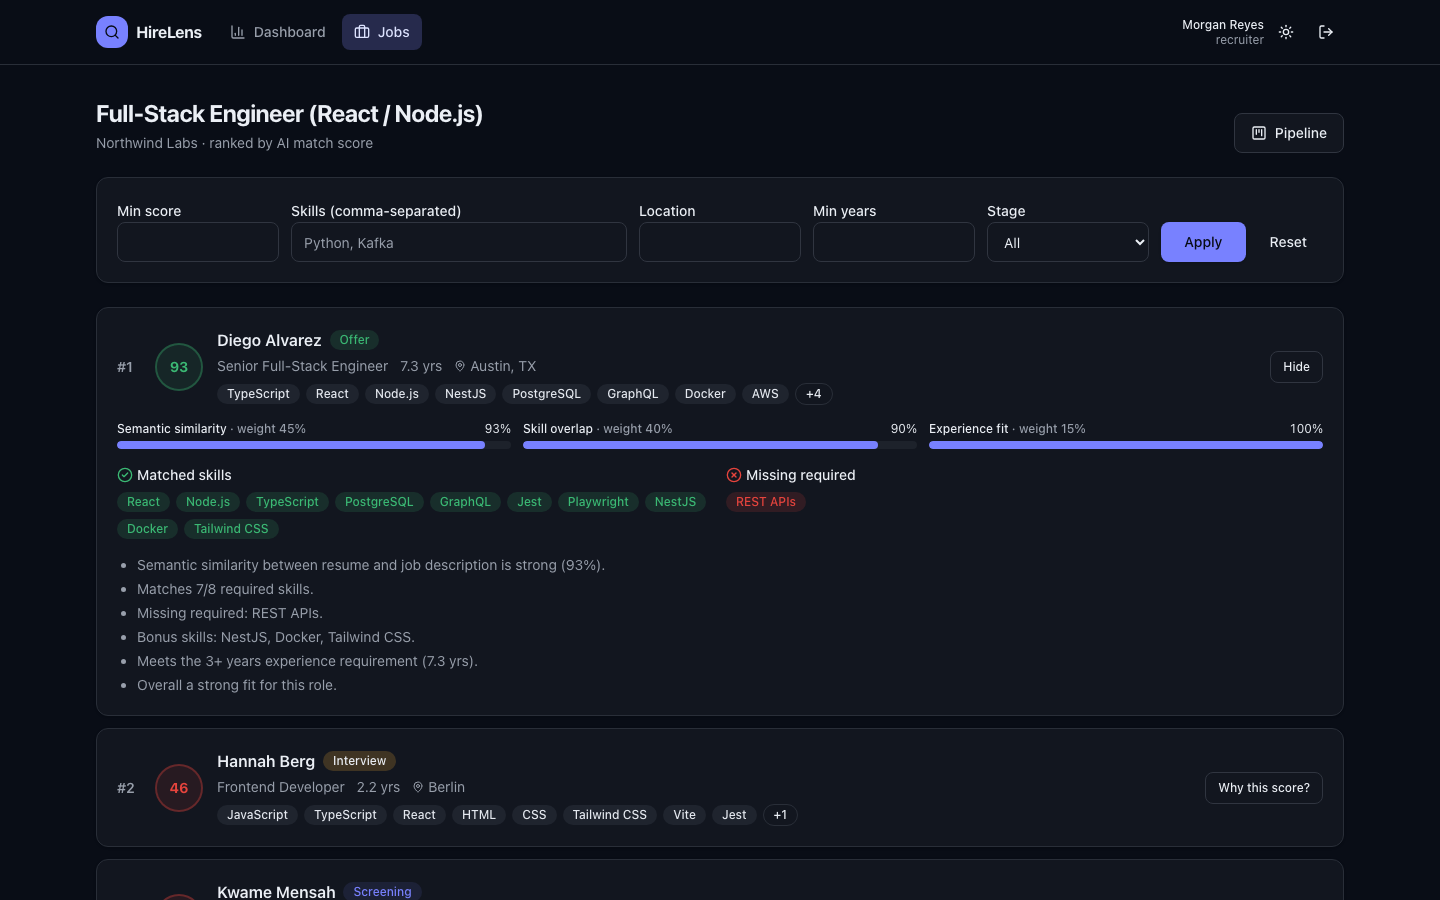 HireLens Dashboard Jobs Morgan Reyes
recruiter
Full-Stack Engineer (React / Node.js)
Northwind Labs · ranked by AI match score
Pipeline
Min score Skills (comma-separated) Location Min years Stage
Python, Kafka All Apply Reset
#1 93 Diego Alvarez Offer
Senior Full-Stack Engineer 7.3 yrs Austin, TX
TypeScript React Node.js NestJS PostgreSQL GraphQL Docker AWS +4
Hide
Semantic similarity · weight 45% 93% Skill overlap · weight 40% 90% Experience fit · weight 15% 100%
Matched skills Missing required
React Node.js TypeScript PostgreSQL GraphQL Jest Playwright NestJS REST APIs
Docker Tailwind CSS
Semantic similarity between resume and job description is strong (93%).
Matches 7/8 required skills.
Missing required: REST APIs.
Bonus skills: NestJS, Docker, Tailwind CSS.
Meets the 3+ years experience requirement (7.3 yrs).
Overall a strong fit for this role.
#2 46 Hannah Berg Interview
Frontend Developer 2.2 yrs Berlin
JavaScript TypeScript React HTML CSS Tailwind CSS Vite Jest +1
Why this score?
Kwame Mensah Screening